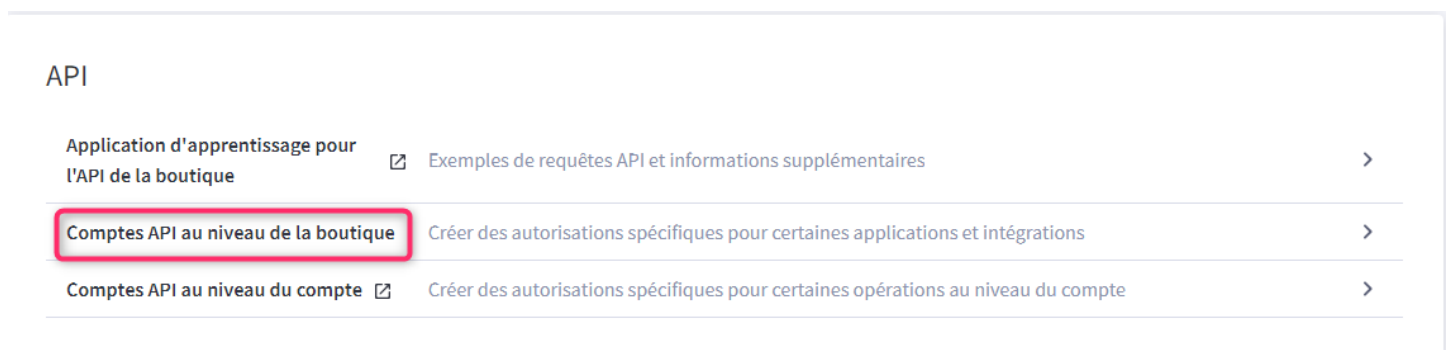 API
Application d'apprentissage pour
l'API de la boutique
Exemples de requêtes API et informations supplémentaires
Comptes API au niveau de la boutique
Créer des autorisations spécifiques pour certaines applications et intégrations
Comptes API au niveau du compte
Créer des autorisations spécifiques pour certaines opérations au niveau du compte